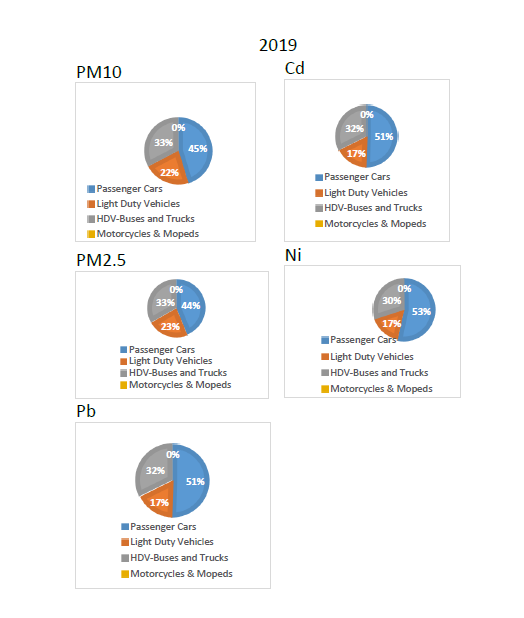 2019
PM10
0%
45%
33%
22%
Passenger Cars
Light Duty Vehicles
HDV-Buses and Trucks
Motorcycles & Mopeds
Cd
0%
51%
32%
17%
Passenger Cars
Light Duty Vehicles
HDV-Buses and Trucks
Motorcycles & Mopeds
PM2.5
0%
33%
44%
23%
Passenger Cars
Light Duty Vehicles
HDV-Buses and Trucks
Motorcycles & Mopeds
Ni
0%
30%
53%
17%
Passenger Cars
Light Duty Vehicles
HDV-Buses and Trucks
Motorcycles & Mopeds
Pb
0%
32%
51%
17%
Passenger Cars
Light Duty Vehicles
HDV-Buses and Trucks
Motorcycles & Mopeds